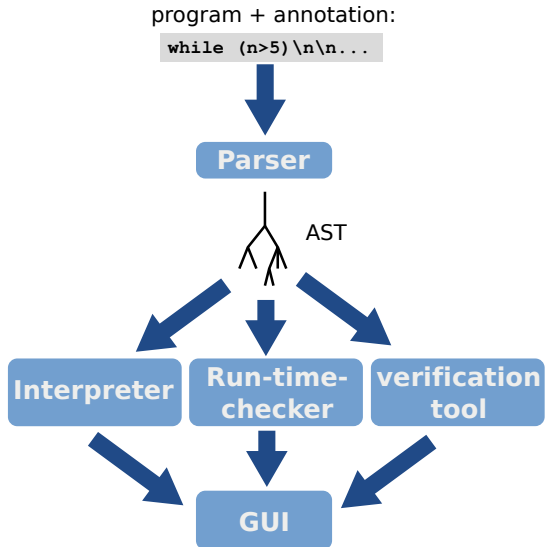 program + annotation:
while (n>5)\n\n...
Parser
AST
Interpreter
Run-time-
checker
verification
tool
GUI